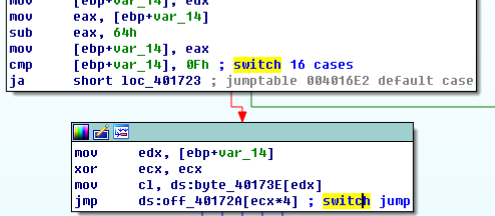 mov [ebp+var_14], edx
mov eax, [ebp+var_14]
sub eax, 64h
mov [ebp+var_14], eax
cmp [ebp+var_14], 0Fh ; switch 16 cases
ja short loc_401723 ; jumptable 004016E2 default case
mov edx, [ebp+var_14]
xor ecx, ecx
mov cl, ds:byte_40173E[edx]
jmp ds:off_40172A[ecx*4] ; switch jump